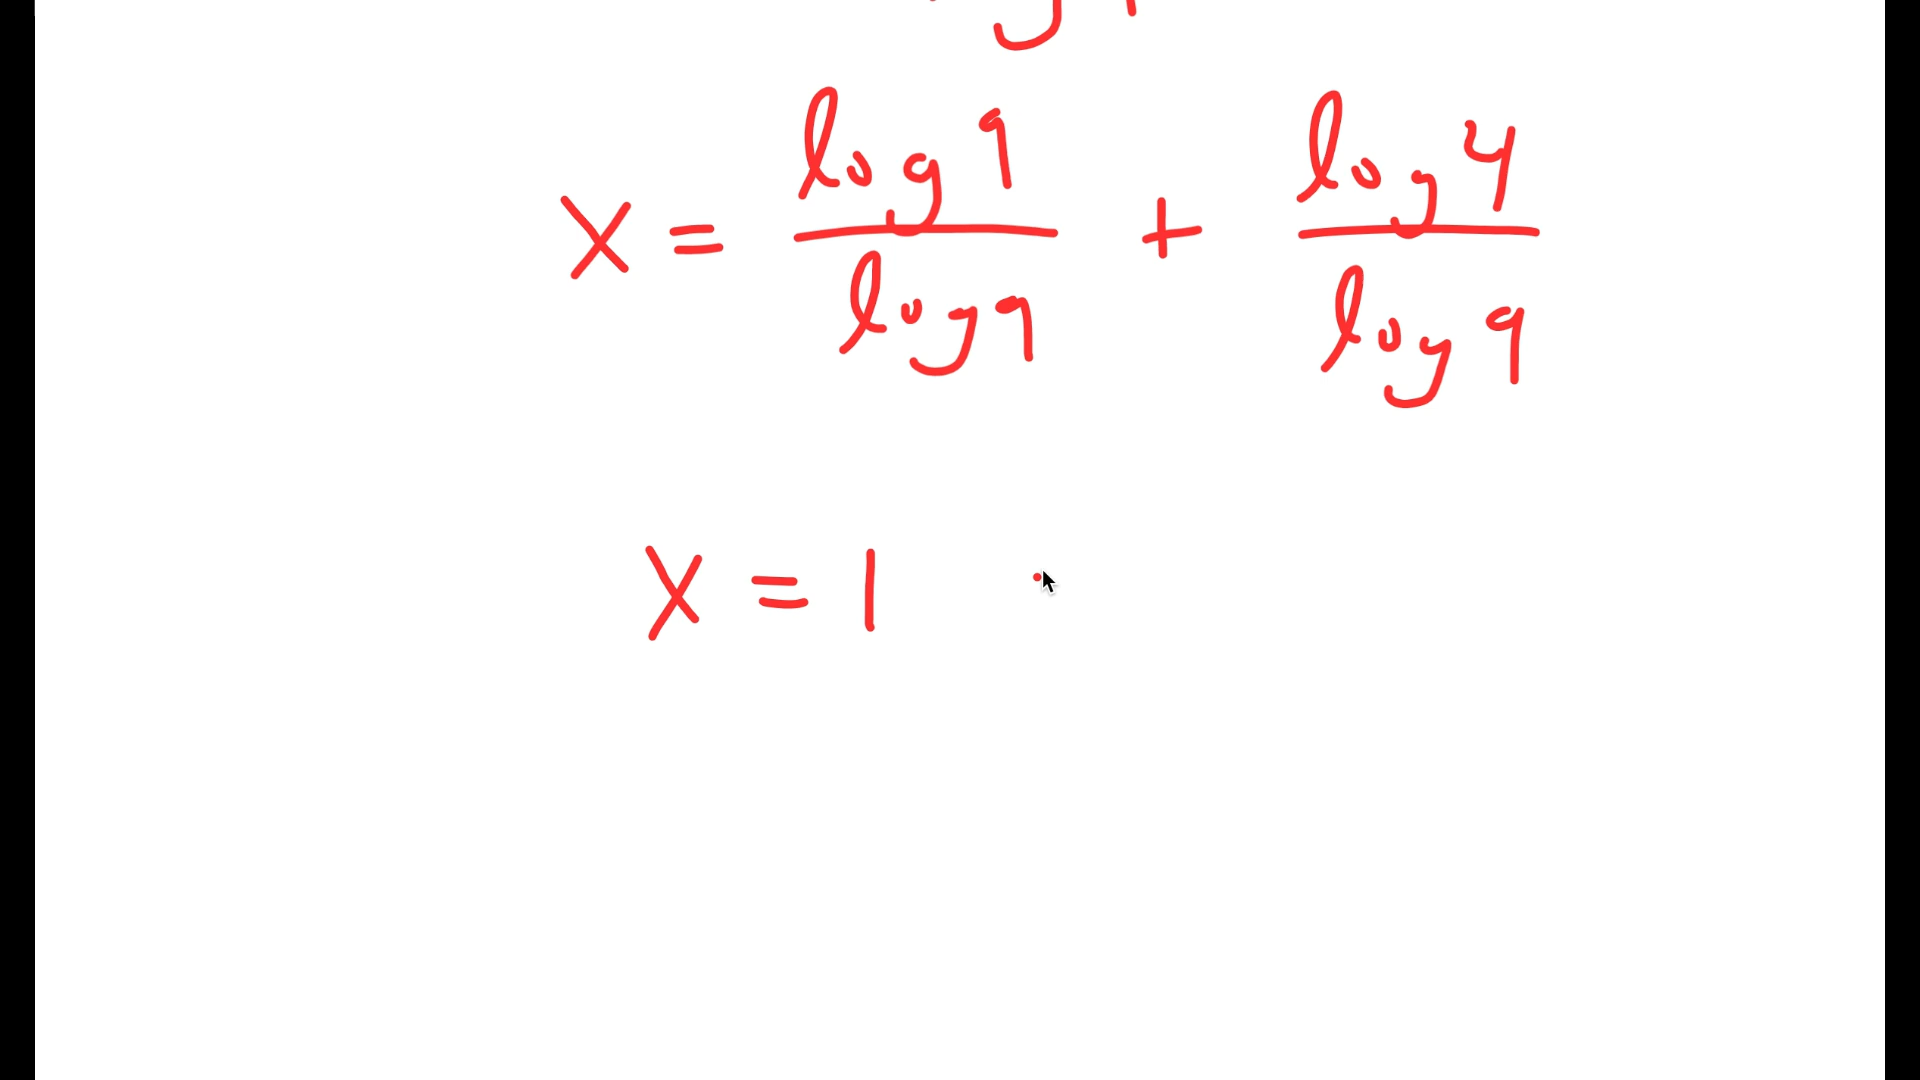 x = log 9 / log 9 + log 4 / log 9
x = 1